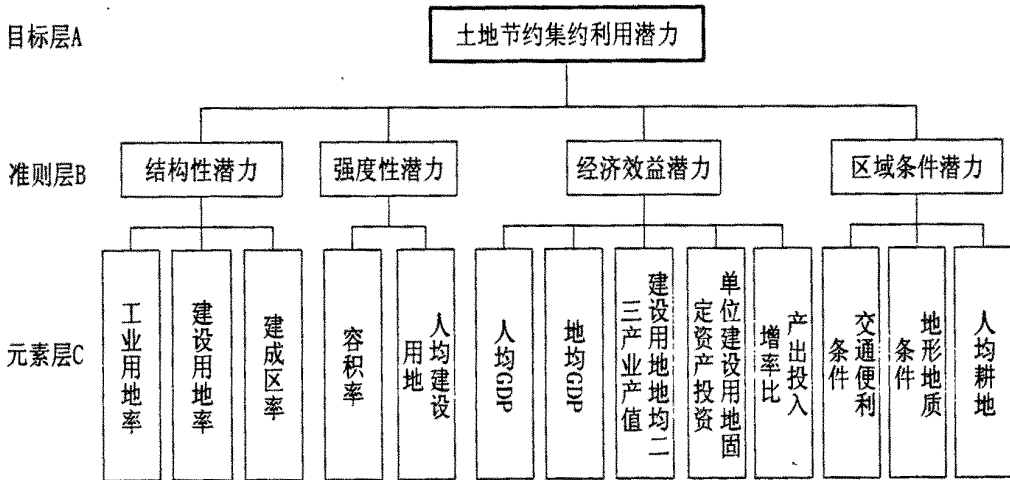 目标层A
土地节约集约利用潜力
准则层B
结构性潜力
强度性潜力
经济效益潜力
区域条件潜力
元素层C
工业用地率
建设用地率
建成区率
容积率
人均建设
用地
人均GDP
地均GDP
建设用地地均二
三产业产值
单位建设用地固
定资产投资
产出投入
增率比
交通便利
条件
地形地质
条件
人均耕地